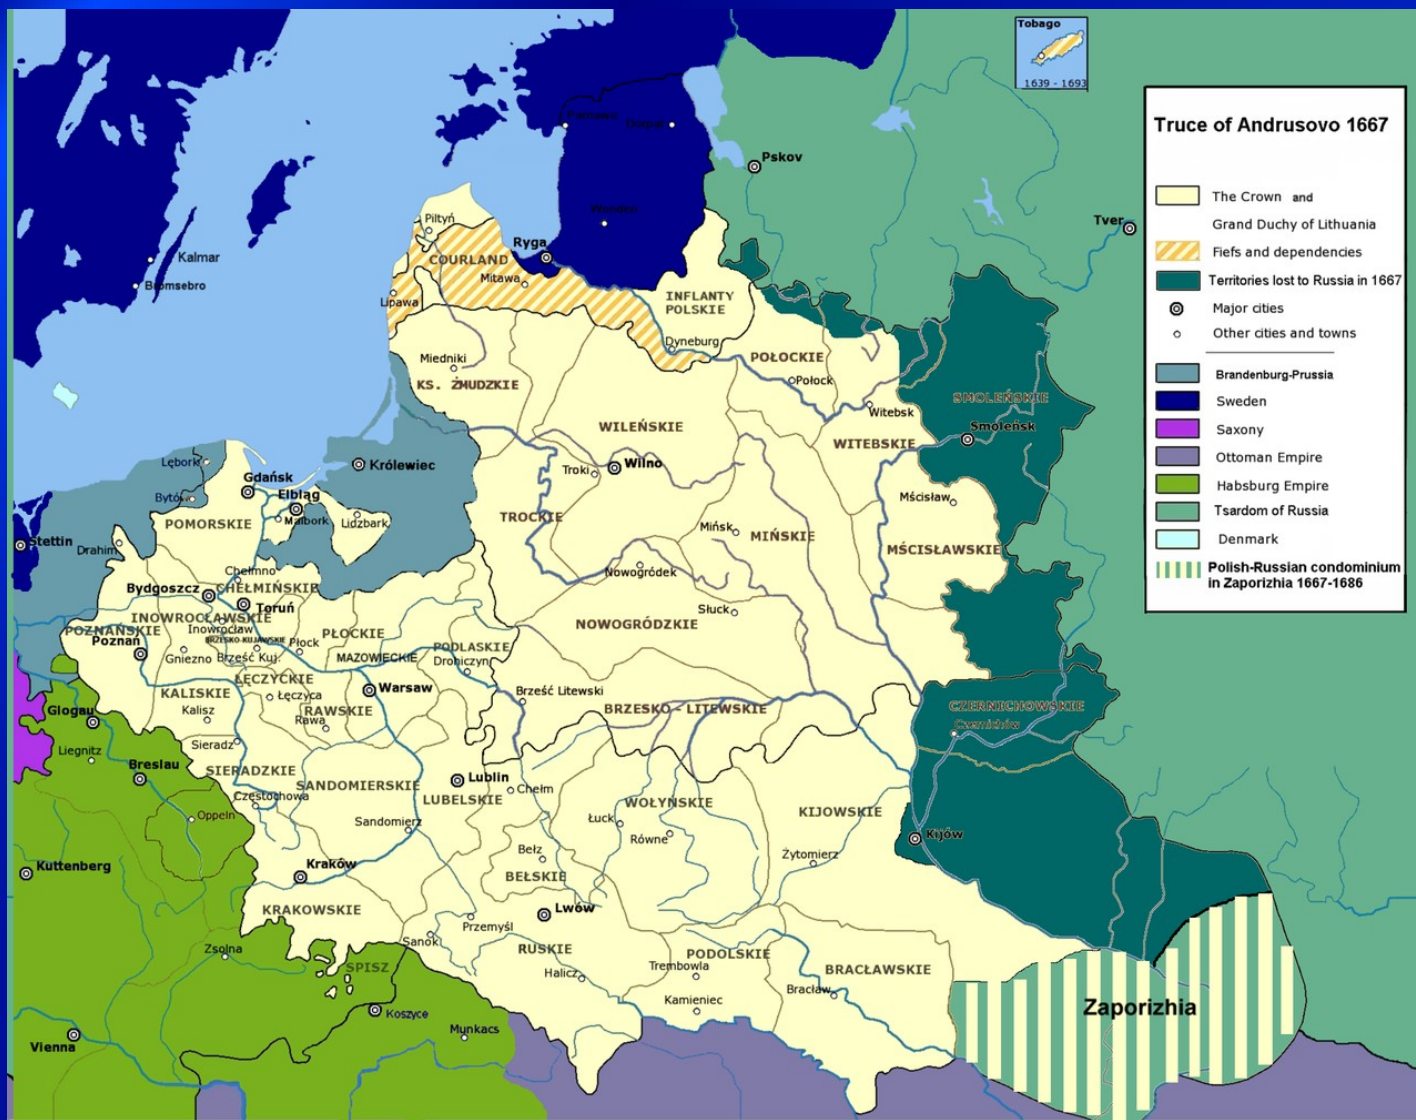 Tobago
1639 - 1693
Truce of Andrusovo 1667
The Crown and
Grand Duchy of Lithuania
Fiefs and dependencies
Territories lost to Russia in 1667
Major cities
Other cities and towns
Brandenburg-Prussia
Sweden
Saxony
Ottoman Empire
Habsburg Empire
Tsardom of Russia
Denmark
Polish-Russian condominium
in Zaporizhia 1667-1686
Dorpat
Pskov
Wenden
Tver
Piltyń
Ryga
Kalmar
COURLAND
Mitawa
Bromsebro
Lipawa
INFLANTY
POLSKIE
Dyneburg
Miedniki
POŁOCKIE
KS. ŻMUDZKIE
Połock
SMOLEŃSKIE
Witebsk
WILEŃSKIE
Smoleńsk
WITEBSKIE
Lębork
Królewiec
Troki
Wilno
Gdańsk
Elbląg
Bytów
Mścisław
POMORSKIE
Malbork
Lidzbark
TROCKIE
Mińsk
MIŃSKIE
Stettin
Drahim
MŚCISŁAWSKIE
Chełmno
Nowogródek
Bydgoszcz
CHEŁMIŃSKIE
Toruń
Słuck
INOWROCŁAWSKIE
Inowrocław
POZNAŃSKIE
Poznań
BRZESKO-KUJAWSKIE
Płock
PŁOCKIE
NOWOGRÓDZKIE
Gniezno
Brześć Kuj.
MAZOWIECKIE
PODLASKIE
Drohiczyn
ŁĘCZYCKIE
KALISKIE
Łęczyca
Warsaw
Brześć Litewski
Kalisz
RAWSKIE
Rawa
BRZESKO - LITEWSKIE
CZERNICHOWSKIE
Czernichów
Glogau
Liegnitz
Sieradz
Breslau
SIERADZKIE
SANDOMIERSKIE
Lublin
LUBELSKIE
Chełm
Częstochowa
WOŁYŃSKIE
KIJOWSKIE
Oppeln
Sandomierz
Łuck
Równe
Kijów
Bełz
Żytomierz
Kuttenberg
Kraków
BEŁSKIE
KRAKOWSKIE
Lwów
Przemyśl
Sanok
Zsolna
RUSKIE
PODOLSKIE
SPISZ
Halicz
Trembowla
BRACŁAWSKIE
Bracław
Kamieniec
Zaporizhia
Koszyce
Munkacs
Vienna